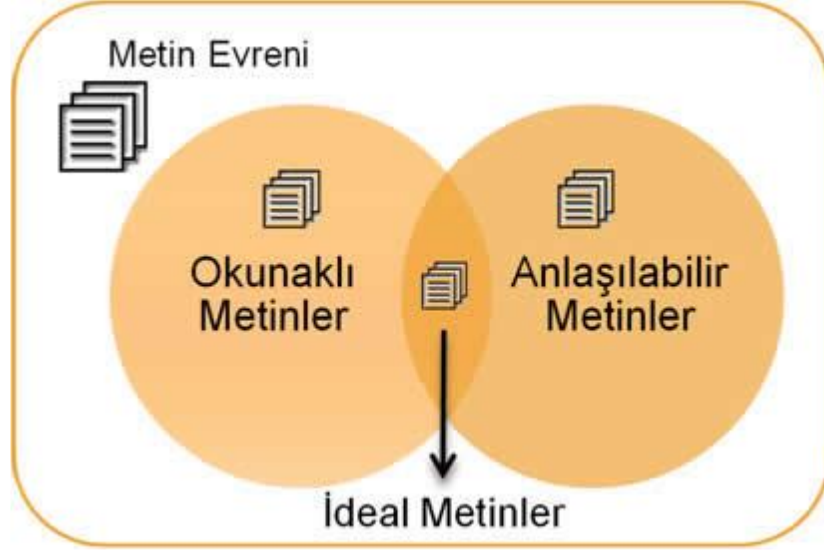 Metin Evreni
Okunaklı
Metinler
Anlaşılabilir
Metinler
İdeal Metinler